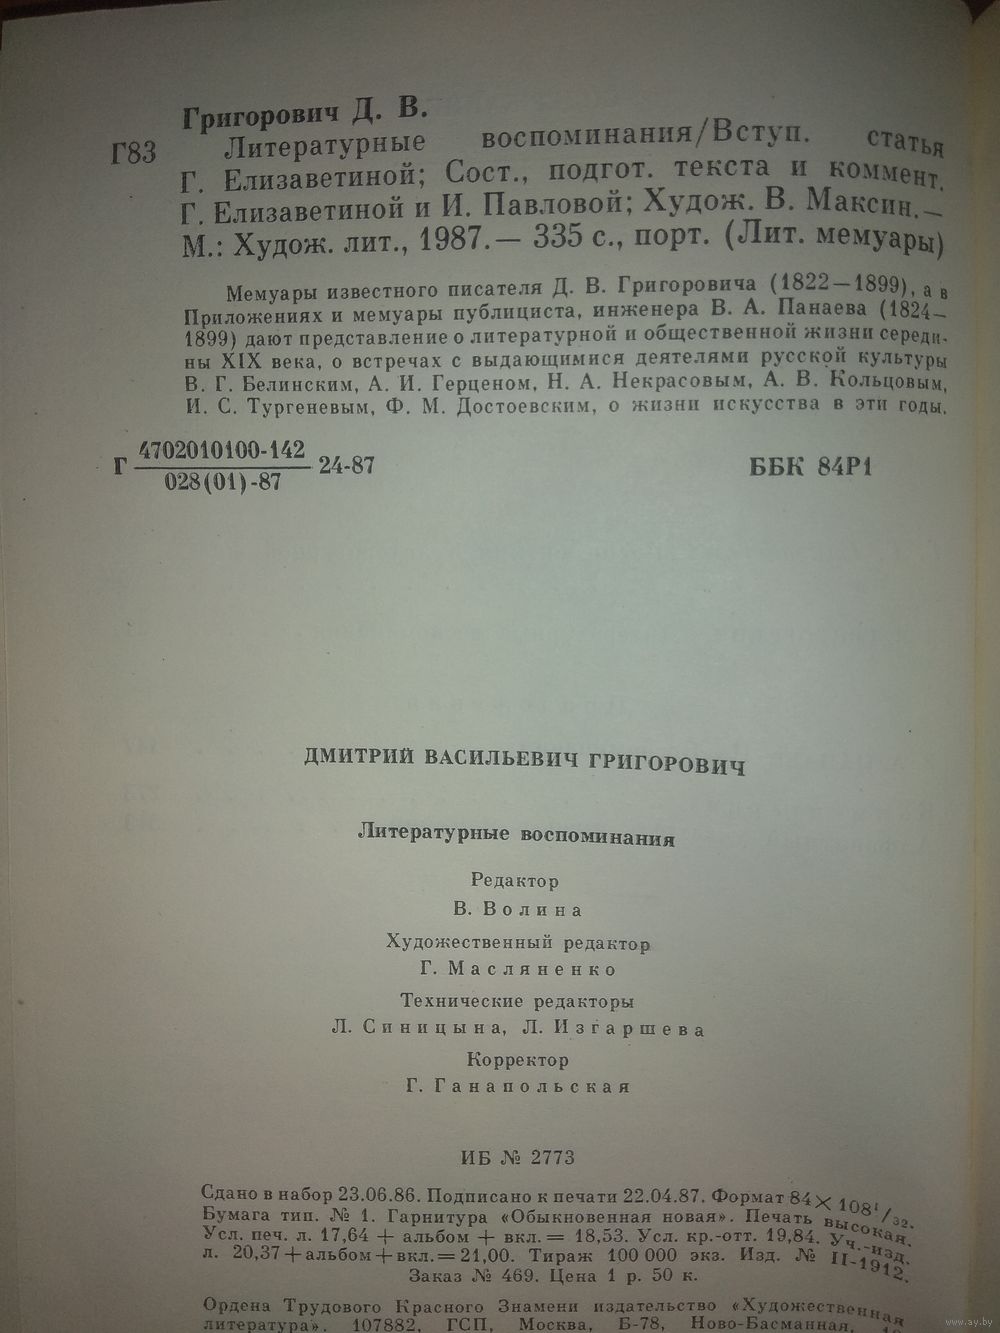 Григорович Д. В.
Г83 Литературные воспоминания/Вступ. статья
Г. Елизаветиной; Сост., подгот. текста и коммент.
Г. Елизаветиной и И. Павловой; Худож. В. Максин.—
М.: Худож. лит., 1987.— 335 с., порт. (Лит. мемуары)
Мемуары известного писателя Д. В. Григоровича (1822—1899), а в
Приложениях и мемуары публициста, инженера В. А. Панаева (1824—
1899) дают представление о литературной и общественной жизни середи-
ны XIX века, о встречах с выдающимися деятелями русской культуры
В. Г. Белинским, А. И. Герценом, Н. А. Некрасовым, А. В. Кольцовым,
И. С. Тургеневым, Ф. М. Достоевским, о жизни искусства в эти годы.
4702010100-142
Г 24-87 ББК 84Р1
028(01)-87
ДМИТРИЙ ВАСИЛЬЕВИЧ ГРИГОРОВИЧ
Литературные воспоминания
Редактор
В. Волина
Художественный редактор
Г. Масляненко
Технические редакторы
Л. Синицына, Л. Изгаршева
Корректор
Г. Ганапольская
ИБ № 2773
Сдано в набор 23.06.86. Подписано к печати 22.04.87. Формат 84×108¹/₃₂.
Бумага тип. № 1. Гарнитура «Обыкновенная новая». Печать высокая.
Усл. печ. л. 17,64 + альбом + вкл. = 18,53. Усл. кр.-отт. 19,84. Уч.-изд.
л. 20,37+альбом+вкл.=21,00. Тираж 100 000 экз. Изд. № II-1912.
Заказ № 469. Цена 1 р. 50 к.
Ордена Трудового Красного Знамени издательство «Художественная
литература». 107882, ГСП, Москва, Б-78, Ново-Басманная,
www.ay.by